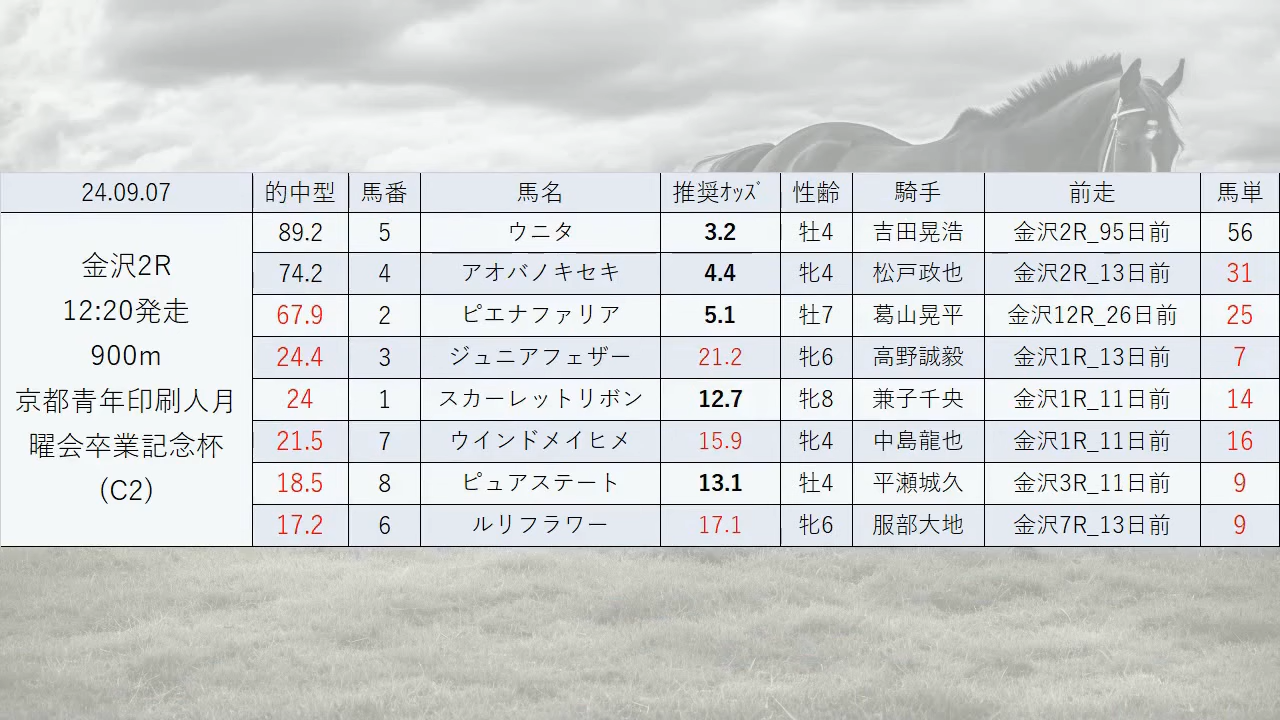 24.09.07 的中型 馬番 馬名 推奨ｵｯｽﾞ 性齢 騎手 前走 馬単
金沢2R
12:20発走
900m
京都青年印刷人月
曜会卒業記念杯
(C2)
89.2 5 ウニタ 3.2 牡4 吉田晃浩 金沢2R_95日前 56
74.2 4 アオバノキセキ 4.4 牝4 松戸政也 金沢2R_13日前 31
67.9 2 ピエナファリア 5.1 牡7 葛山晃平 金沢12R_26日前 25
24.4 3 ジュニアフェザー 21.2 牝6 高野誠毅 金沢1R_13日前 7
24 1 スカーレットリボン 12.7 牝8 兼子千央 金沢1R_11日前 14
21.5 7 ウインドメイヒメ 15.9 牝4 中島龍也 金沢1R_11日前 16
18.5 8 ピュアステート 13.1 牡4 平瀬城久 金沢3R_11日前 9
17.2 6 ルリフラワー 17.1 牝6 服部大地 金沢7R_13日前 9